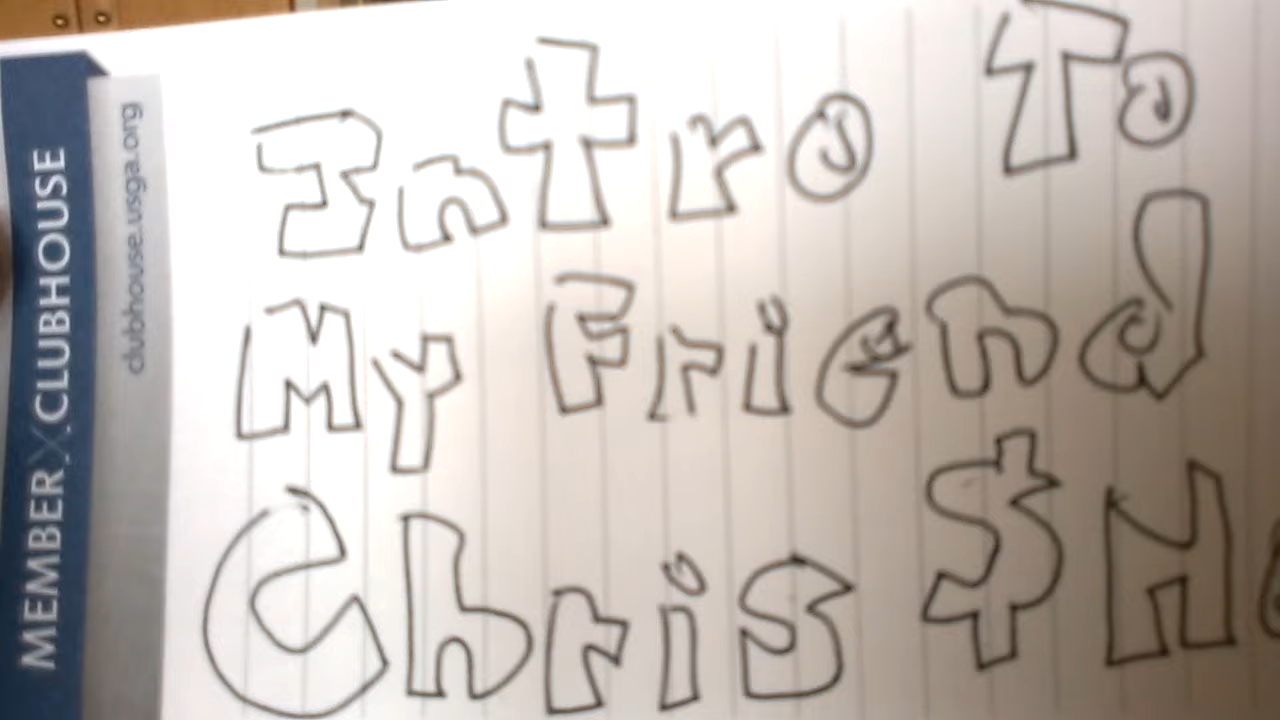 MEMBER CLUBHOUSE
clubhouse.usga.org
Intro To
My Friend
Chris $H